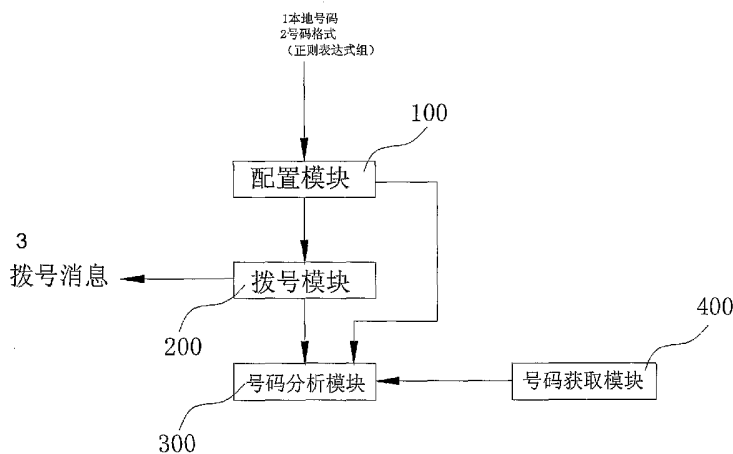 1本地号码
2号码格式
(正则表达式组)
100
配置模块
3
拨号消息
拨号模块
200
400
号码分析模块
号码获取模块
300